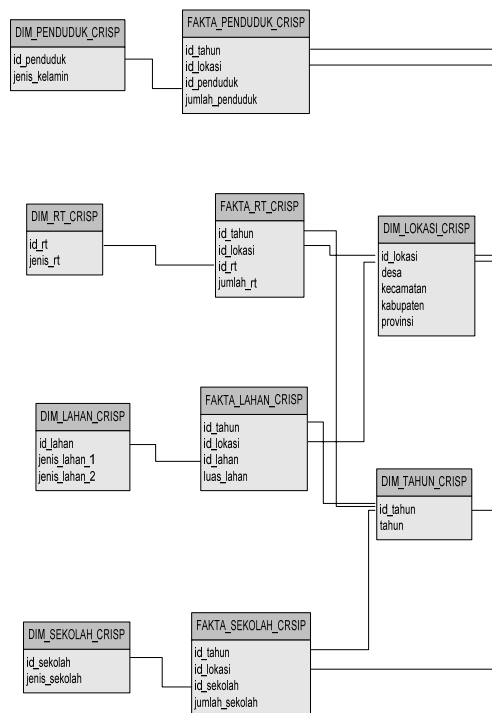 DIM_PENDUDUK_CRISP
id_penduduk
jenis_kelamin
FAKTA_PENDUDUK_CRISP
id_tahun
id_lokasi
id_penduduk
jumlah_penduduk
DIM_RT_CRISP
id_rt
jenis_rt
FAKTA_RT_CRISP
id_tahun
id_lokasi
id_rt
jumlah_rt
DIM_LOKASI_CRISP
id_lokasi
desa
kecamatan
kabupaten
provinsi
DIM_LAHAN_CRISP
id_lahan
jenis_lahan_1
jenis_lahan_2
FAKTA_LAHAN_CRISP
id_tahun
id_lokasi
id_lahan
luas_lahan
DIM_TAHUN_CRISP
id_tahun
tahun
DIM_SEKOLAH_CRISP
id_sekolah
jenis_sekolah
FAKTA_SEKOLAH_CRSIP
id_tahun
id_lokasi
id_sekolah
jumlah_sekolah